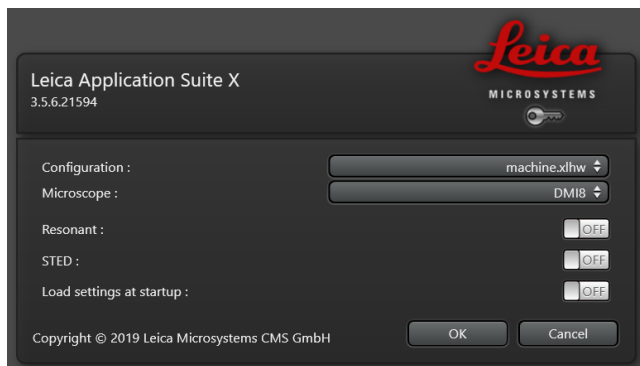 Leica
MICROSYSTEMS
Leica Application Suite X
3.5.6.21594
Configuration : machine.xlhw
Microscope : DMI8
Resonant : OFF
STED : OFF
Load settings at startup : OFF
Copyright © 2019 Leica Microsystems CMS GmbH OK Cancel